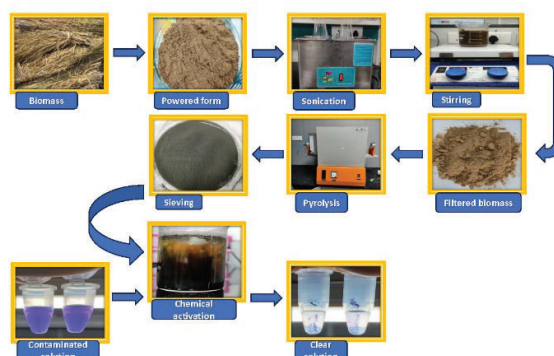 Biomass
Powered form
Sonication
Stirring
Sieving
Pyrolysis
Filtered biomass
Chemical
activation
Contaminated
solution
Clear
solution